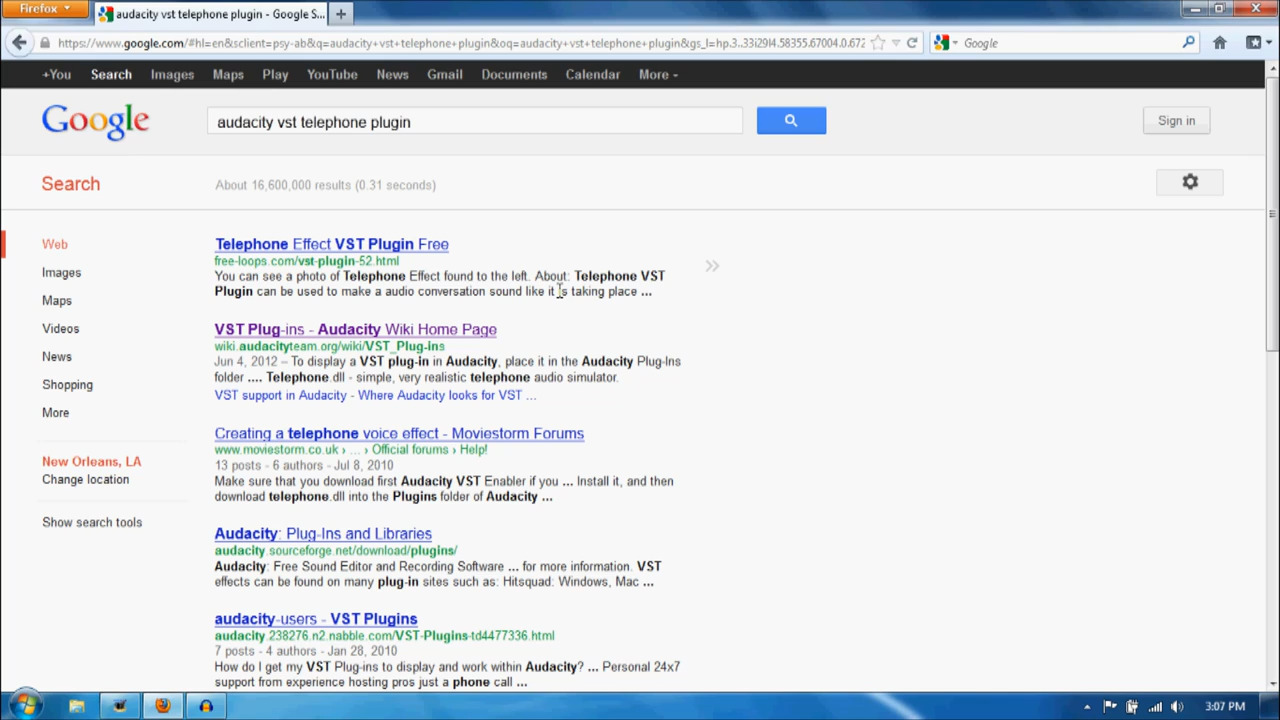 Firefox
audacity vst telephone plugin - Google S...
https://www.google.com/#hl=en&sclient=psy-ab&q=audacity+vst+telephone+plugin&oq=audacity+vst+telephone+plugin&gs_l=hp.3..33i29l4.58355.67004.0.672
Google
+You Search Images Maps Play YouTube News Gmail Documents Calendar More
Google
audacity vst telephone plugin
Sign in
Search
About 16,600,000 results (0.31 seconds)
Web
Images
Maps
Videos
News
Shopping
More
New Orleans, LA
Change location
Show search tools
Telephone Effect VST Plugin Free
free-loops.com/vst-plugin-52.html
You can see a photo of Telephone Effect found to the left. About: Telephone VST
Plugin can be used to make a audio conversation sound like it is taking place ...
VST Plug-ins - Audacity Wiki Home Page
wiki.audacityteam.org/wiki/VST_Plug-ins
Jun 4, 2012 – To display a VST plug-in in Audacity, place it in the Audacity Plug-Ins
folder .... Telephone.dll - simple, very realistic telephone audio simulator.
VST support in Audacity - Where Audacity looks for VST ...
Creating a telephone voice effect - Moviestorm Forums
www.moviestorm.co.uk › ... › Official forums › Help!
13 posts - 6 authors - Jul 8, 2010
Make sure that you download first Audacity VST Enabler if you ... Install it, and then
download telephone.dll into the Plugins folder of Audacity ...
Audacity: Plug-Ins and Libraries
audacity.sourceforge.net/download/plugins/
Audacity: Free Sound Editor and Recording Software ... for more information. VST
effects can be found on many plug-in sites such as: Hitsquad: Windows, Mac ...
audacity-users - VST Plugins
audacity.238276.n2.nabble.com/VST-Plugins-td4477336.html
7 posts - 4 authors - Jan 28, 2010
How do I get my VST Plug-ins to display and work within Audacity? ... Personal 24x7
support from experience hosting pros just a phone call ...
3:07 PM